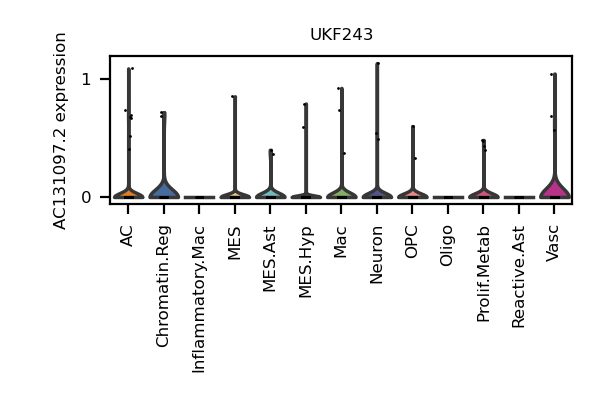 UKF243
AC131097.2 expression
1
0
AC
Chromatin.Reg
Inflammatory.Mac
MES
MES.Ast
MES.Hyp
Mac
Neuron
OPC
Oligo
Prolif.Metab
Reactive.Ast
Vasc